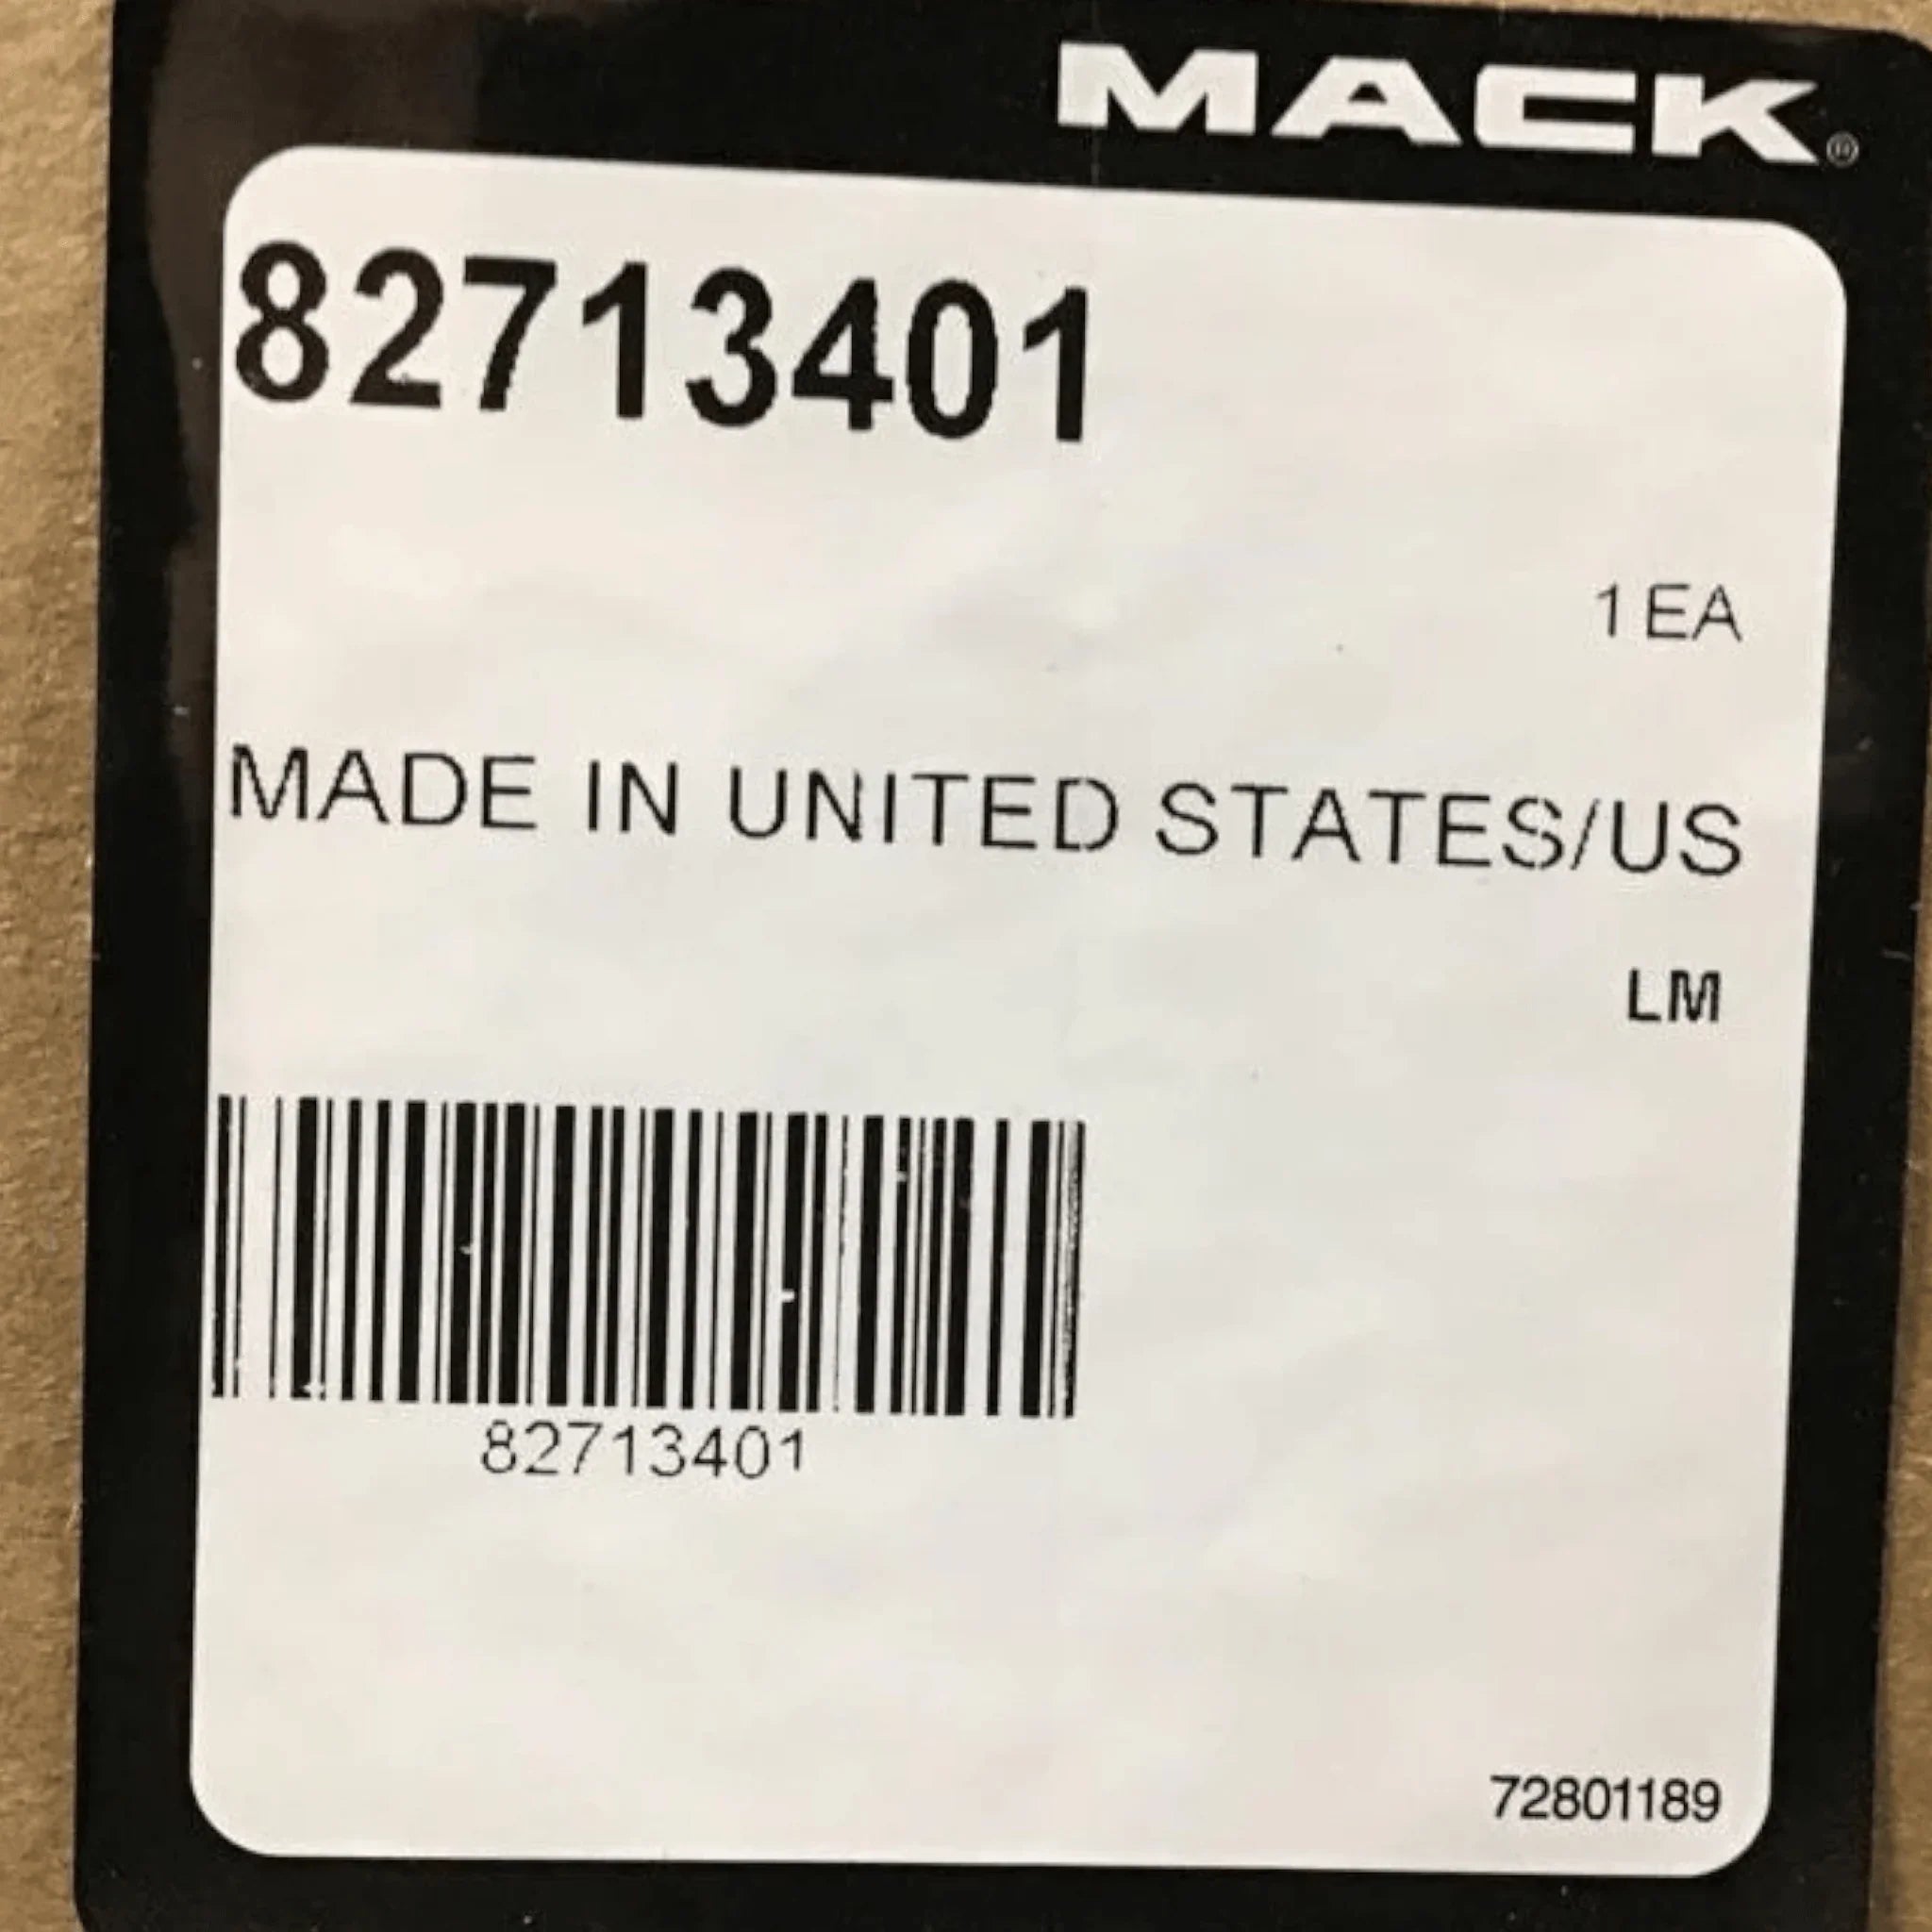 MACK®
82713401
1 EA
MADE IN UNITED STATES/US
LM
82713401
72801189